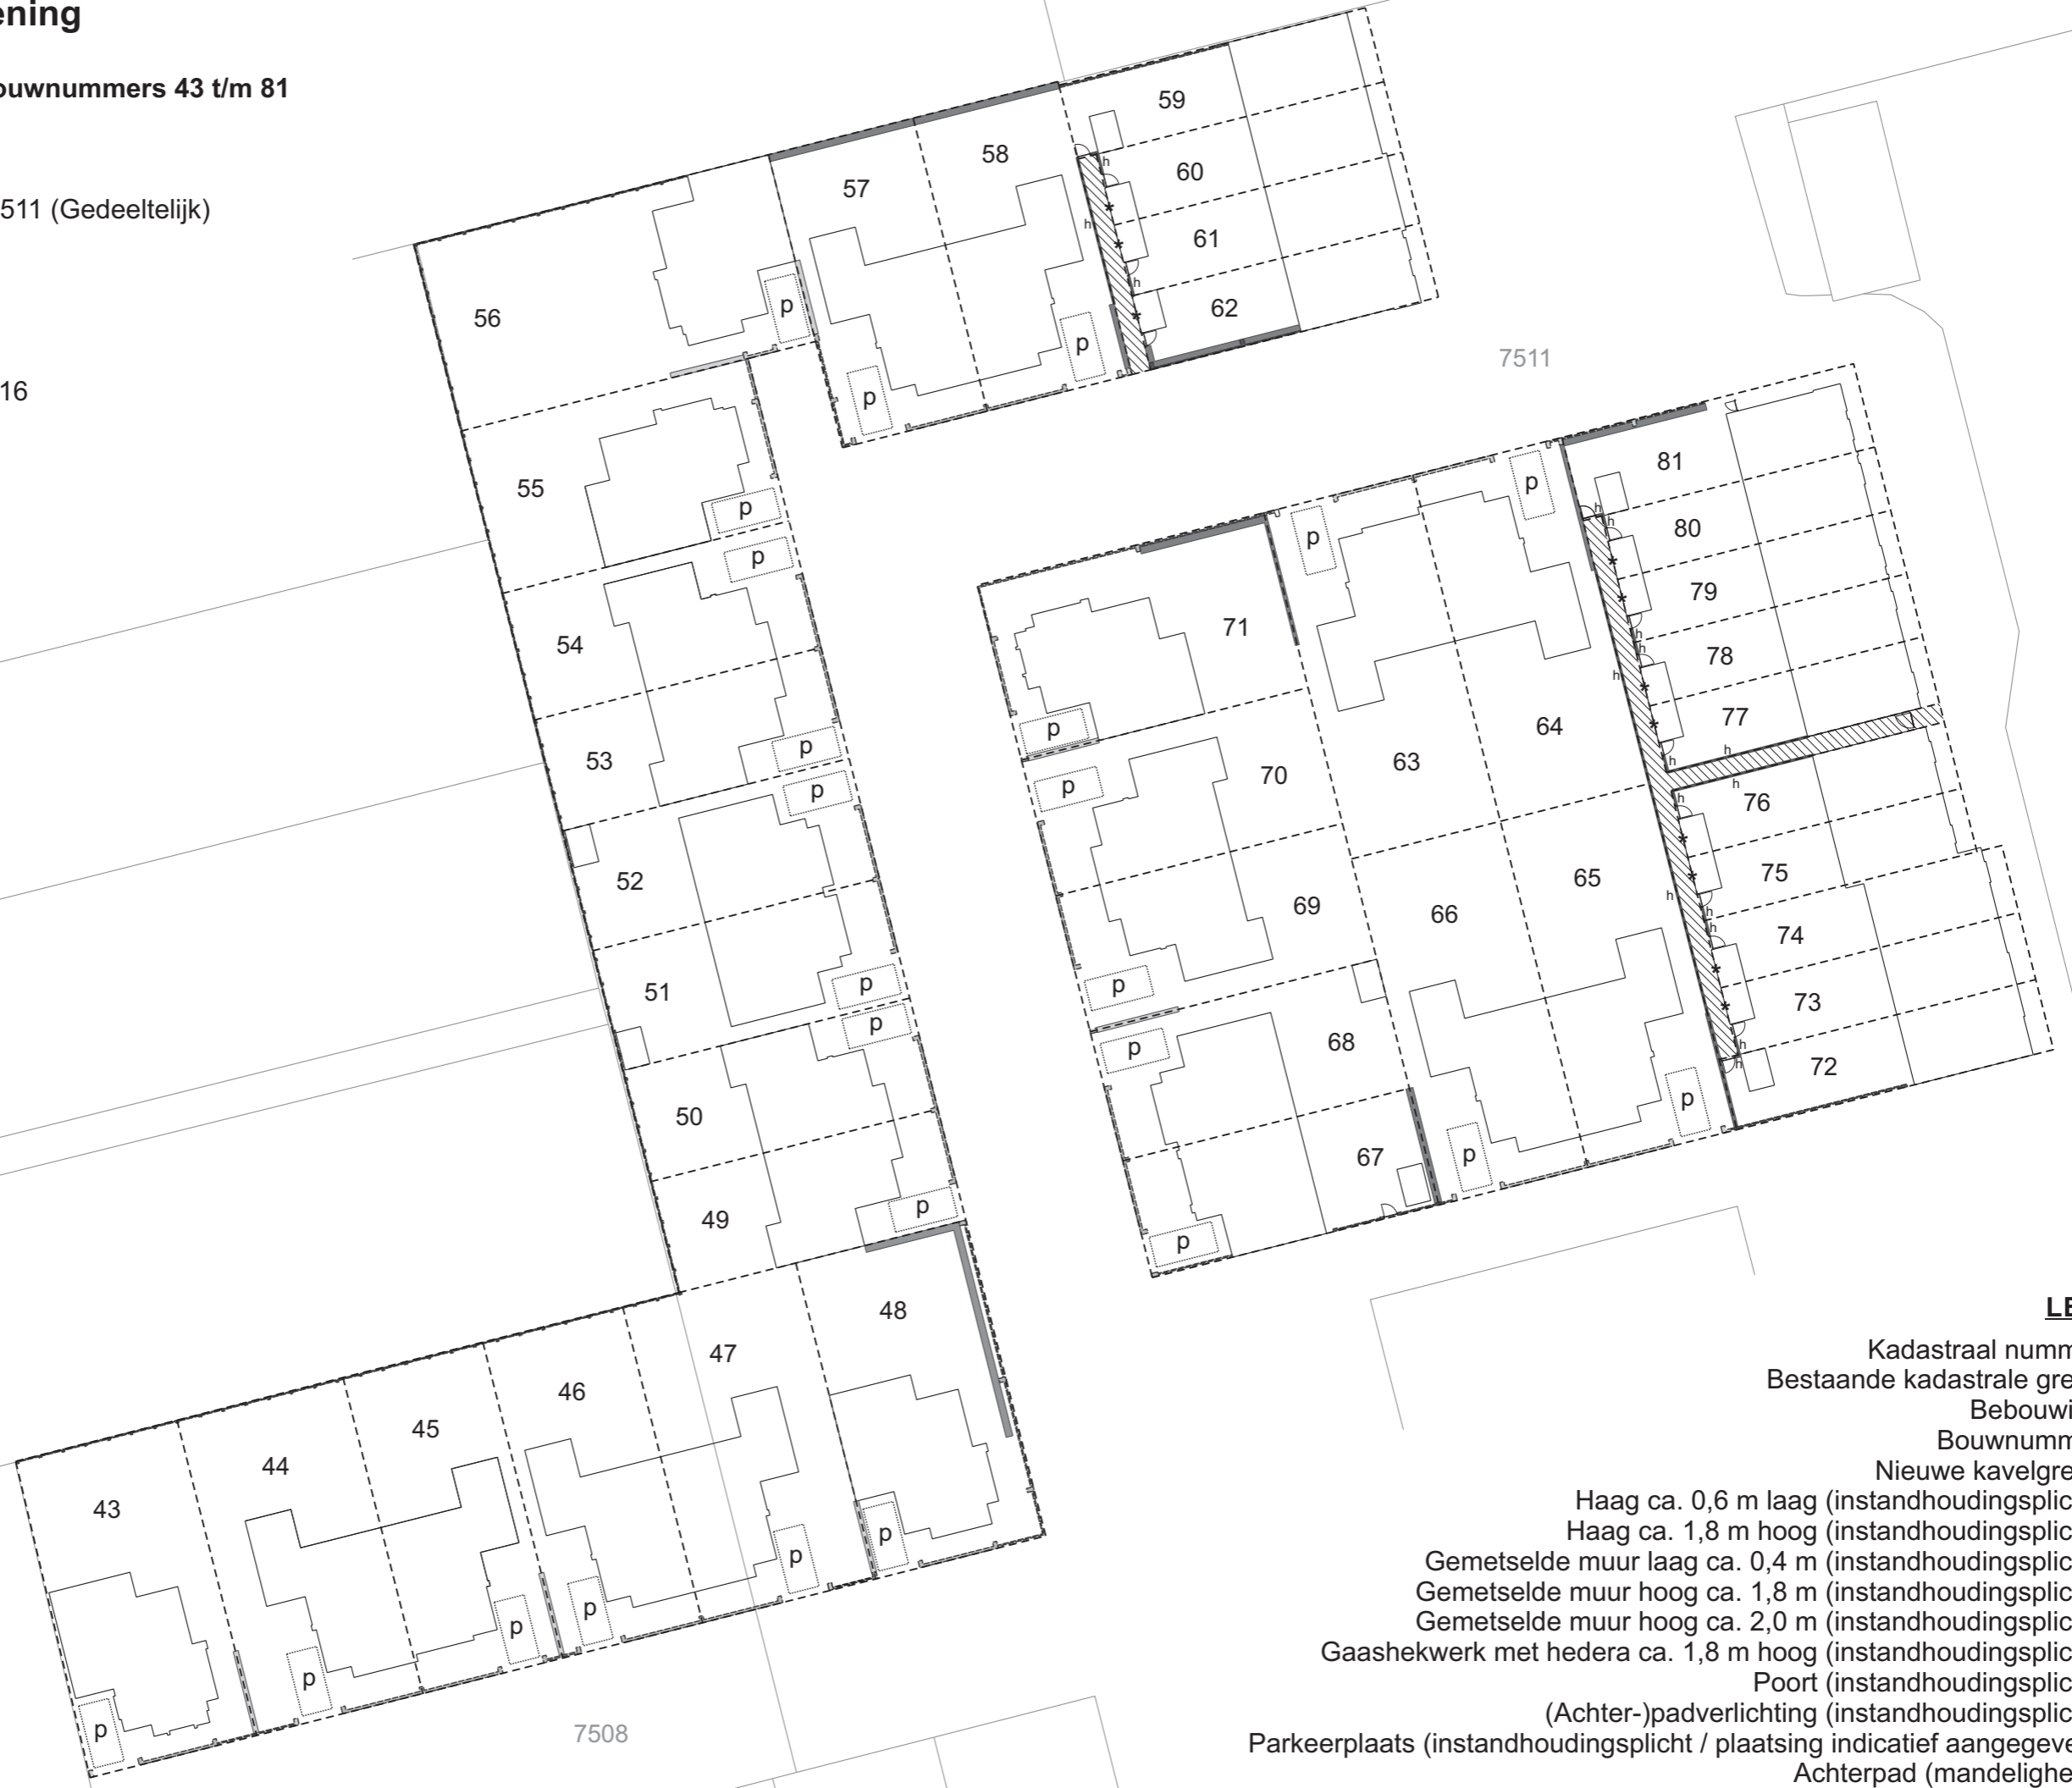 ening
ouwnummers 43 t/m 81
511 (Gedeeltelijk)
16
59
58
60
57
61
62
56
p
p
p
7511
55
81
p
p
80
p
p
79
71
54
78
64
77
p
53
p
70
63
p
p
76
52
75
65
69
66
74
51
p
p
73
p
68
p
72
50
p
67
p
49
p
p
48
47
46
45
44
43
p
p
p
p
p
p
7508
LE
Kadastraal numm
Bestaande kadastrale gre
Bebouwi
Bouwnumm
Nieuwe kavelgre
Haag ca. 0,6 m laag (instandhoudingsplic
Haag ca. 1,8 m hoog (instandhoudingsplic
Gemetselde muur laag ca. 0,4 m (instandhoudingsplic
Gemetselde muur hoog ca. 1,8 m (instandhoudingsplic
Gemetselde muur hoog ca. 2,0 m (instandhoudingsplic
Gaashekwerk met hedera ca. 1,8 m hoog (instandhoudingsplic
Poort (instandhoudingsplic
(Achter-)padverlichting (instandhoudingsplic
Parkeerplaats (instandhoudingsplicht / plaatsing indicatief aangegeve
Achterpad (mandelighe